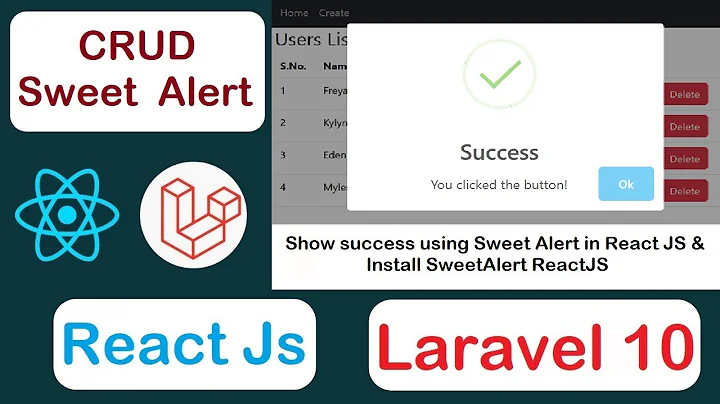 CRUD
Sweet Alert
Home Create
Users Lis
S.No. Nam
1 Freya Delete
2 Kylyn Delete
3 Eden Delete
4 Myles Delete
Success
You clicked the button!
Ok
Show success using Sweet Alert in React JS &
Install SweetAlert ReactJS
React Js
Laravel 10